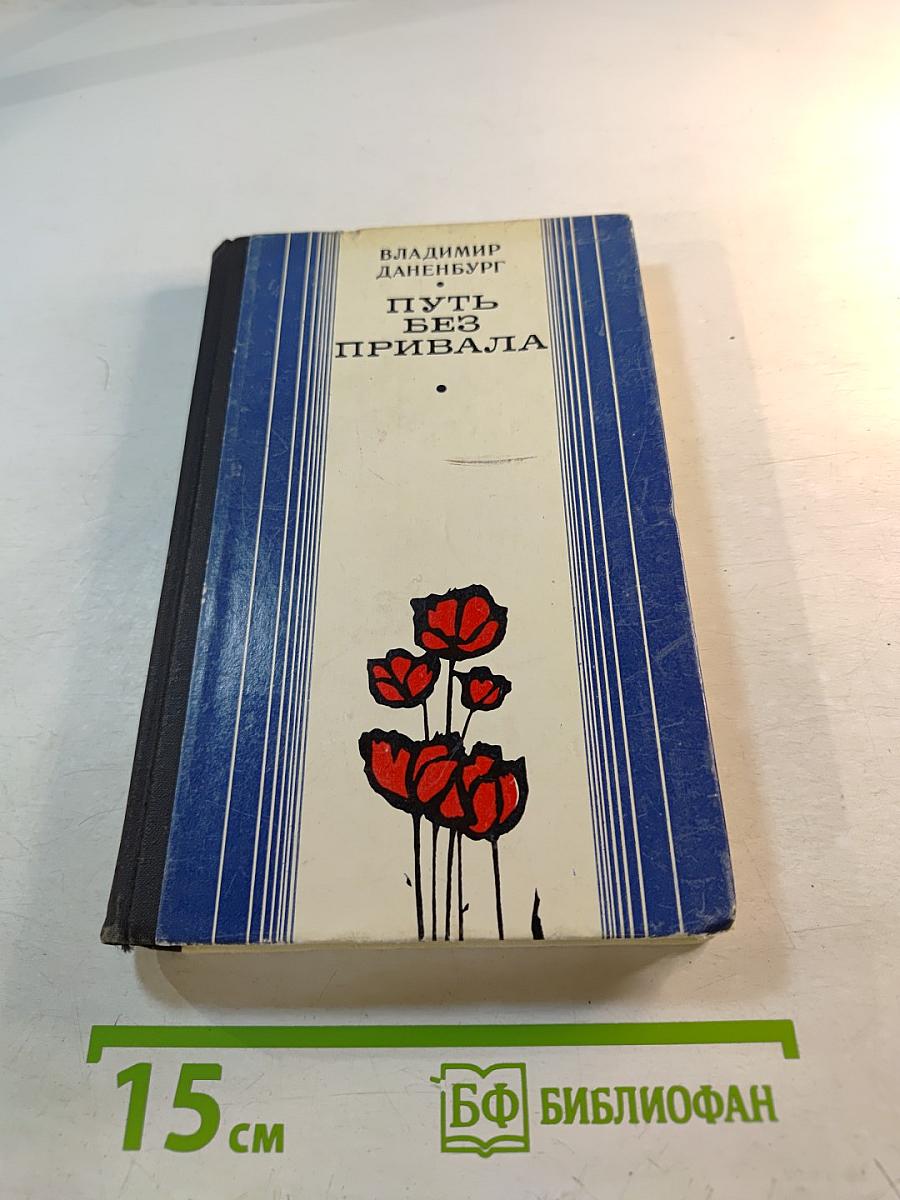 ВЛАДИМИР
ДАНЕНБУРГ
ПУТЬ
БЕЗ
ПРИВАЛА
15 см
БФ БИБЛИОФАН